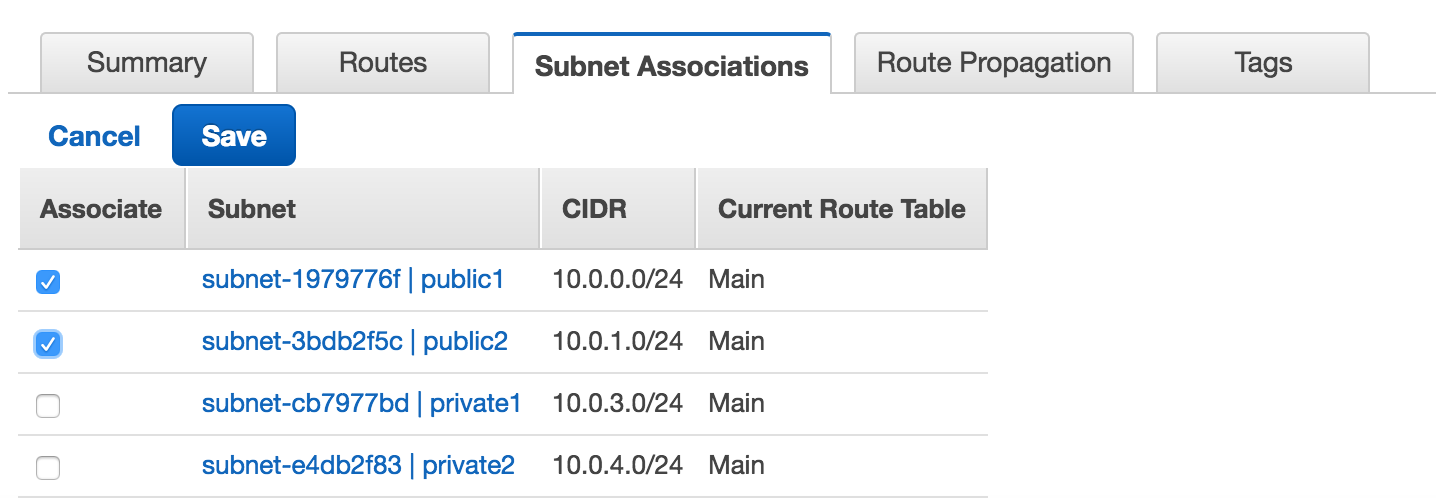 Summary Routes Subnet Associations Route Propagation Tags
Cancel Save
Associate Subnet CIDR Current Route Table
subnet-1979776f | public1 10.0.0.0/24 Main
subnet-3bdb2f5c | public2 10.0.1.0/24 Main
subnet-cb7977bd | private1 10.0.3.0/24 Main
subnet-e4db2f83 | private2 10.0.4.0/24 Main